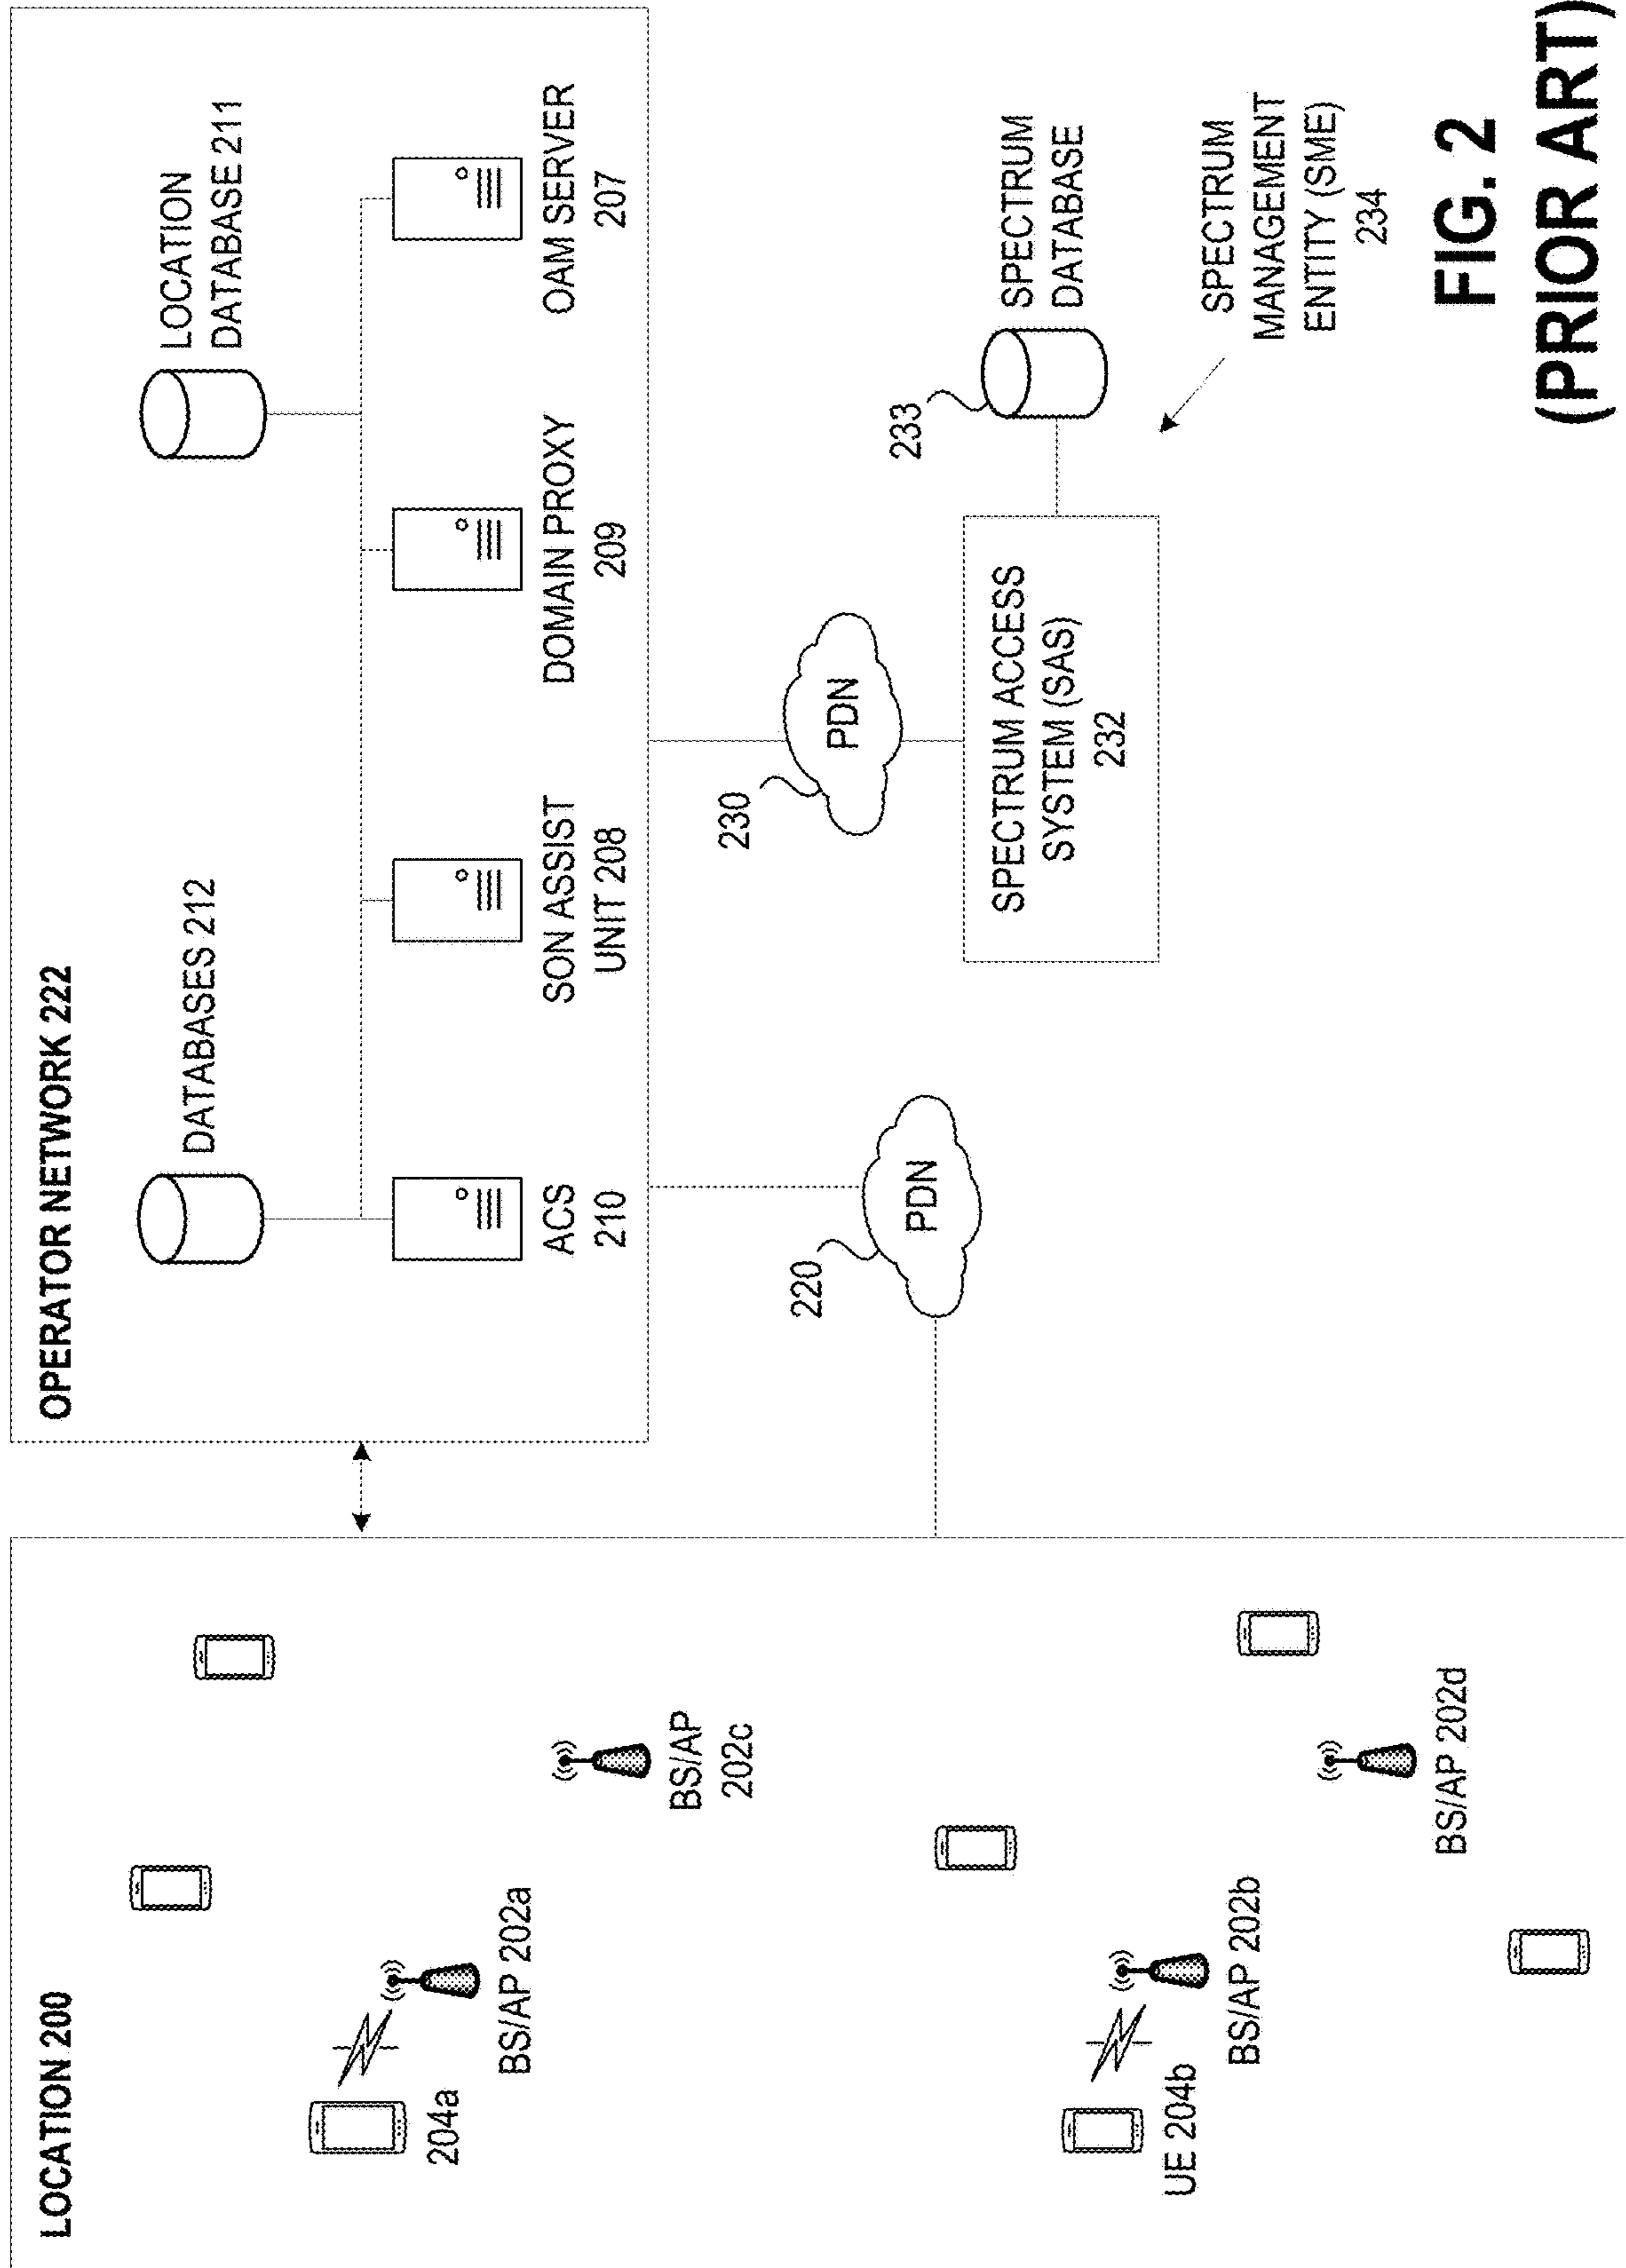 LOCATION 200
204a
BS/AP 202a
BS/AP
202c
UE 204b
BS/AP 202b
BS/AP 202d
OPERATOR NETWORK 222
DATABASES 212
LOCATION
DATABASE 211
ACS
210
SON ASSIST
UNIT 208
DOMAIN PROXY
209
OAM SERVER
207
220
PDN
230
PDN
SPECTRUM ACCESS
SYSTEM (SAS)
232
233
SPECTRUM
DATABASE
SPECTRUM
MANAGEMENT
ENTITY (SME)
234
FIG. 2
(PRIOR ART)